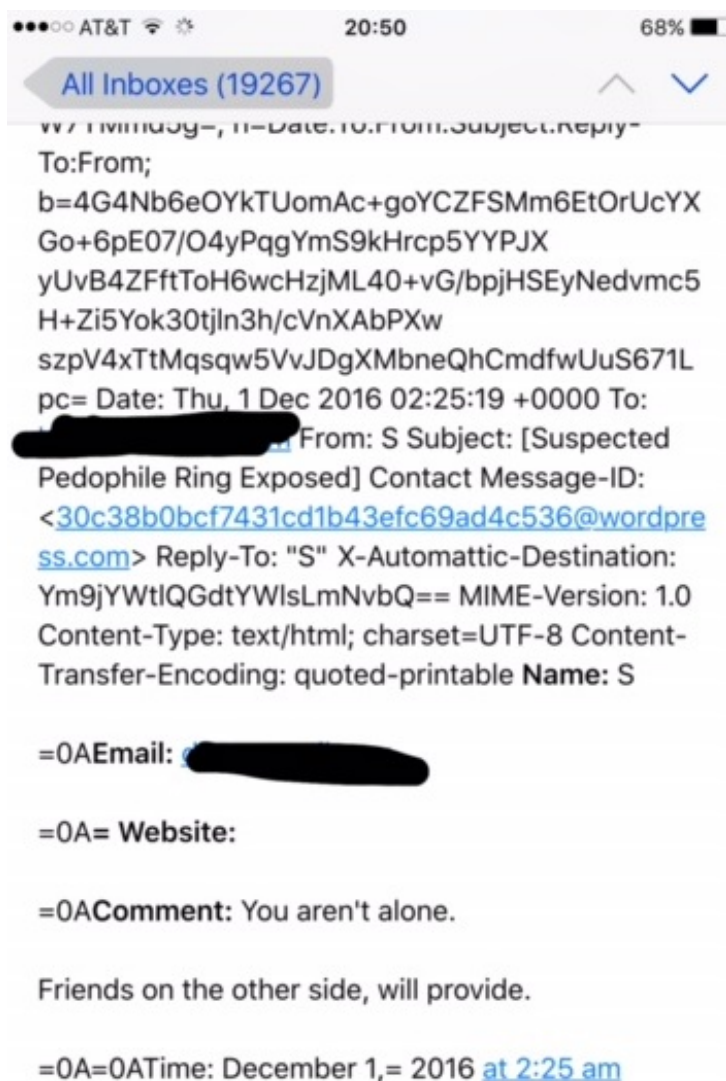 AT&T 20:50 68%
All Inboxes (19267)
To:From;
b=4G4Nb6eOYkTUomAc+goYCZFSMm6EtOrUcYX
Go+6pE07/O4yPqgYmS9kHrcp5YYPJX
yUvB4ZFftToH6wcHzjML40+vG/bpjHSEyNedvmc5
H+Zi5Yok30tjln3h/cVnXAbPXw
szpV4xTtMqsqw5VvJDgXMbneQhCmdfwUuS671L
pc= Date: Thu, 1 Dec 2016 02:25:19 +0000 To:
From: S Subject: [Suspected
Pedophile Ring Exposed] Contact Message-ID:
<30c38b0bcf7431cd1b43efc69ad4c536@wordpre
ss.com> Reply-To: "S" X-Automattic-Destination:
Ym9jYWtlQGdtYWlsLmNvbQ== MIME-Version: 1.0
Content-Type: text/html; charset=UTF-8 Content-
Transfer-Encoding: quoted-printable Name: S
=0AEmail:
=0A= Website:
=0AComment: You aren't alone.
Friends on the other side, will provide.
=0A=0ATime: December 1,= 2016 at 2:25 am